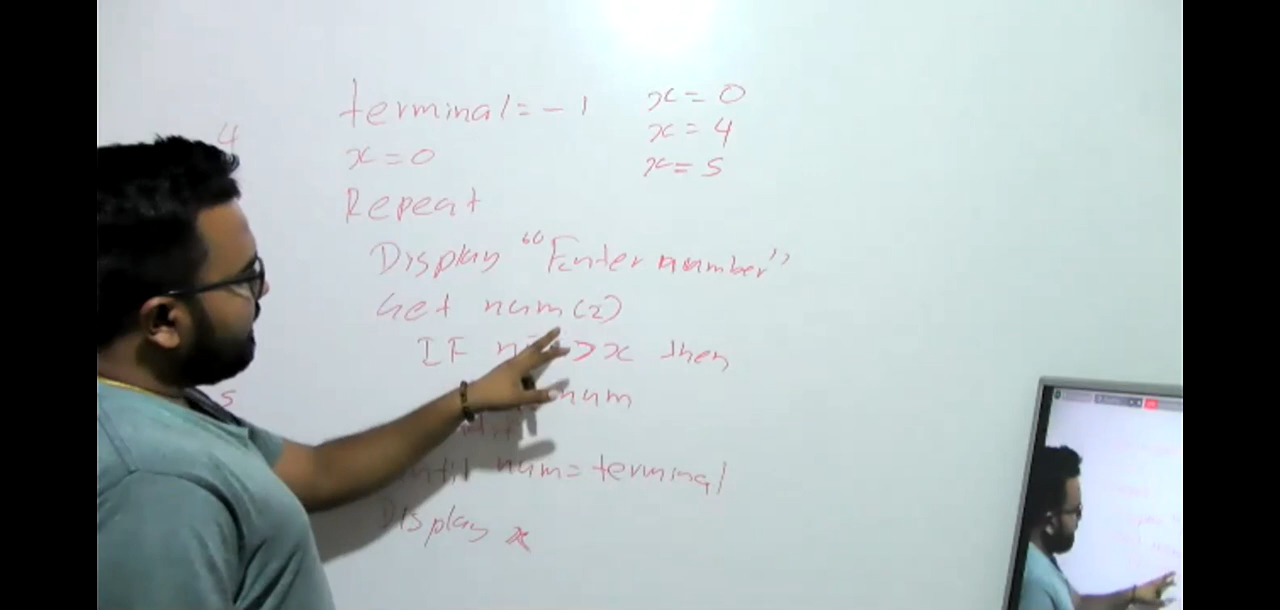 terminal = -1
x = 0
Repeat
Display "Enter number"
Get num (2)
IF > x then
num
num = terminal
Display x
x = 0
x = 4
x = 5
4
5